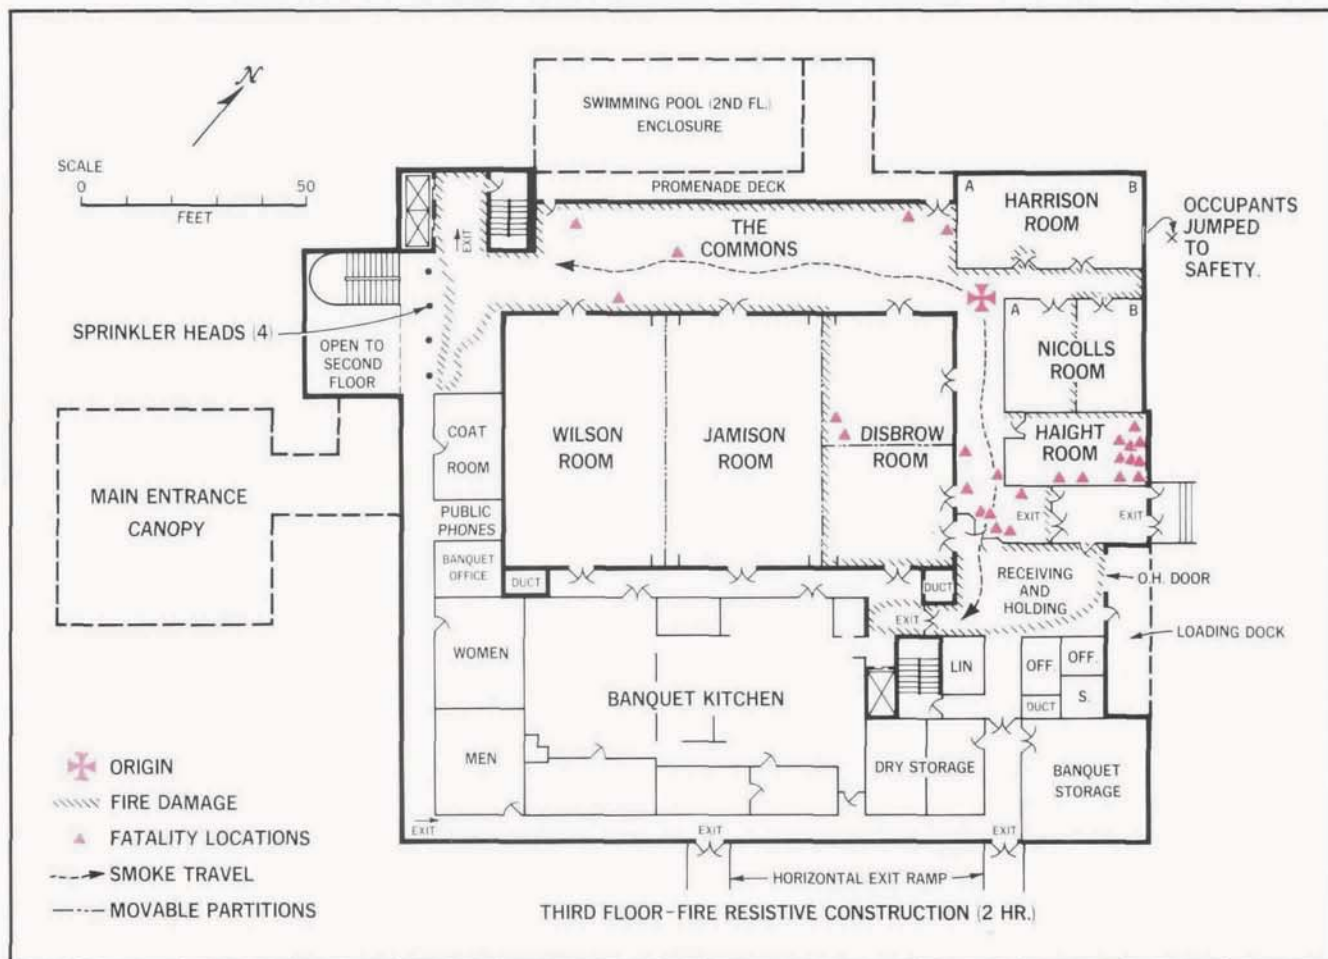 N
SCALE
0 50
FEET
SWIMMING POOL (2ND FL.)
ENCLOSURE
PROMENADE DECK
THE
COMMONS
A B
HARRISON
ROOM
OCCUPANTS
JUMPED
TO
SAFETY.
EXIT
SPRINKLER HEADS (4)
OPEN TO
SECOND
FLOOR
A B
NICOLLS
ROOM
COAT
ROOM
WILSON
ROOM
JAMISON
ROOM
DISBROW
ROOM
HAIGHT
ROOM
MAIN ENTRANCE
CANOPY
PUBLIC
PHONES
BANQUET
OFFICE
EXIT
EXIT
DUCT
DUCT
RECEIVING
AND
HOLDING
O.H. DOOR
EXIT
LOADING DOCK
WOMEN
LIN
OFF.
OFF.
S.
DUCT
BANQUET KITCHEN
MEN
DRY STORAGE
BANQUET
STORAGE
ORIGIN
FIRE DAMAGE
FATALITY LOCATIONS
SMOKE TRAVEL
MOVABLE PARTITIONS
EXIT
EXIT
EXIT
HORIZONTAL EXIT RAMP
THIRD FLOOR-FIRE RESISTIVE CONSTRUCTION (2 HR.)